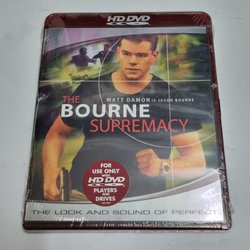 HD DVD
MATT DAMON IS JASON BOURNE
THE
BOURNE
SUPREMACY
FOR
USE ONLY
WITH
HD DVD
PLAYERS
AND
DRIVES
THE LOOK AND SOUND OF PERFECT